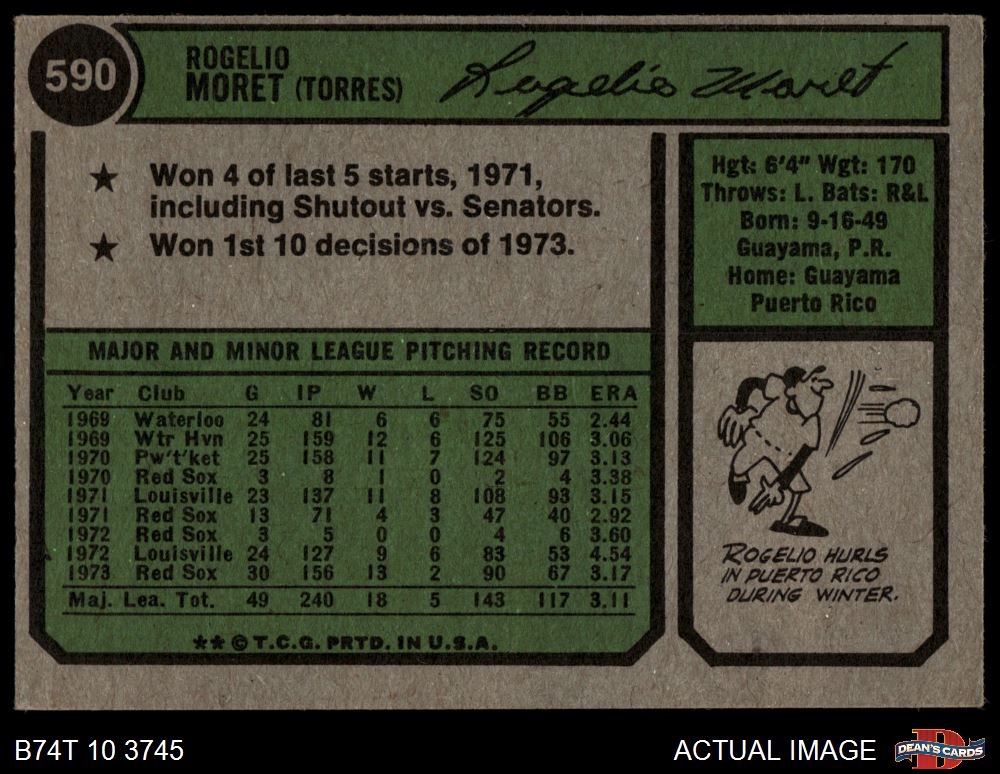 590
ROGELIO
MORET (TORRES)
Rogelio Moret
★ Won 4 of last 5 starts, 1971,
including Shutout vs. Senators.
★ Won 1st 10 decisions of 1973.
Hgt: 6'4" Wgt: 170
Throws: L. Bats: R&L
Born: 9-16-49
Guayama, P.R.
Home: Guayama
Puerto Rico
MAJOR AND MINOR LEAGUE PITCHING RECORD
Year Club G IP W L SO BB ERA
1969 Waterloo 24 81 6 6 75 55 2.44
1969 Wtr Hvn 25 159 12 6 125 106 3.06
1970 Pw't'ket 25 158 11 7 124 97 3.13
1970 Red Sox 3 8 1 0 2 4 3.38
1971 Louisville 23 137 11 8 108 93 3.15
1971 Red Sox 13 71 4 3 47 40 2.92
1972 Red Sox 3 5 0 0 4 6 3.60
1972 Louisville 24 127 9 6 83 53 4.54
1973 Red Sox 30 156 13 2 90 67 3.17
Maj. Lea. Tot. 49 240 18 5 143 117 3.11
** © T.C.G. PRTD. IN U.S.A.
ROGELIO HURLS
IN PUERTO RICO
DURING WINTER.
B74T 10 3745
ACTUAL IMAGE
D
DEAN'S CARDS